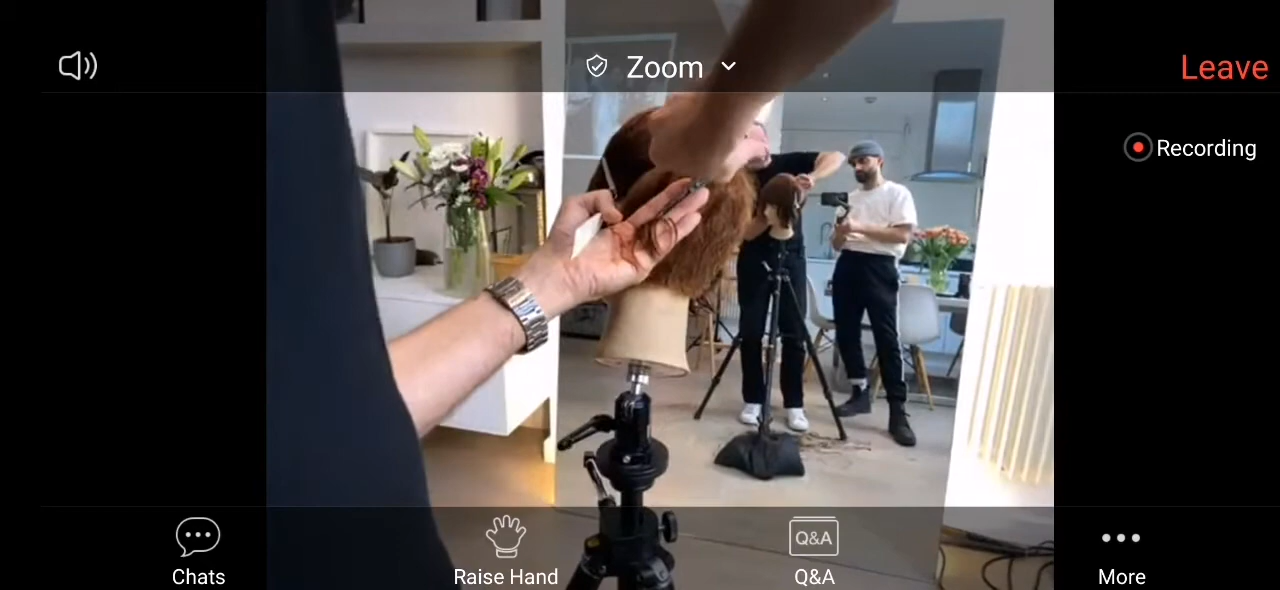 Zoom
Leave
Recording
Chats
Raise Hand
Q&A
Q&A
More